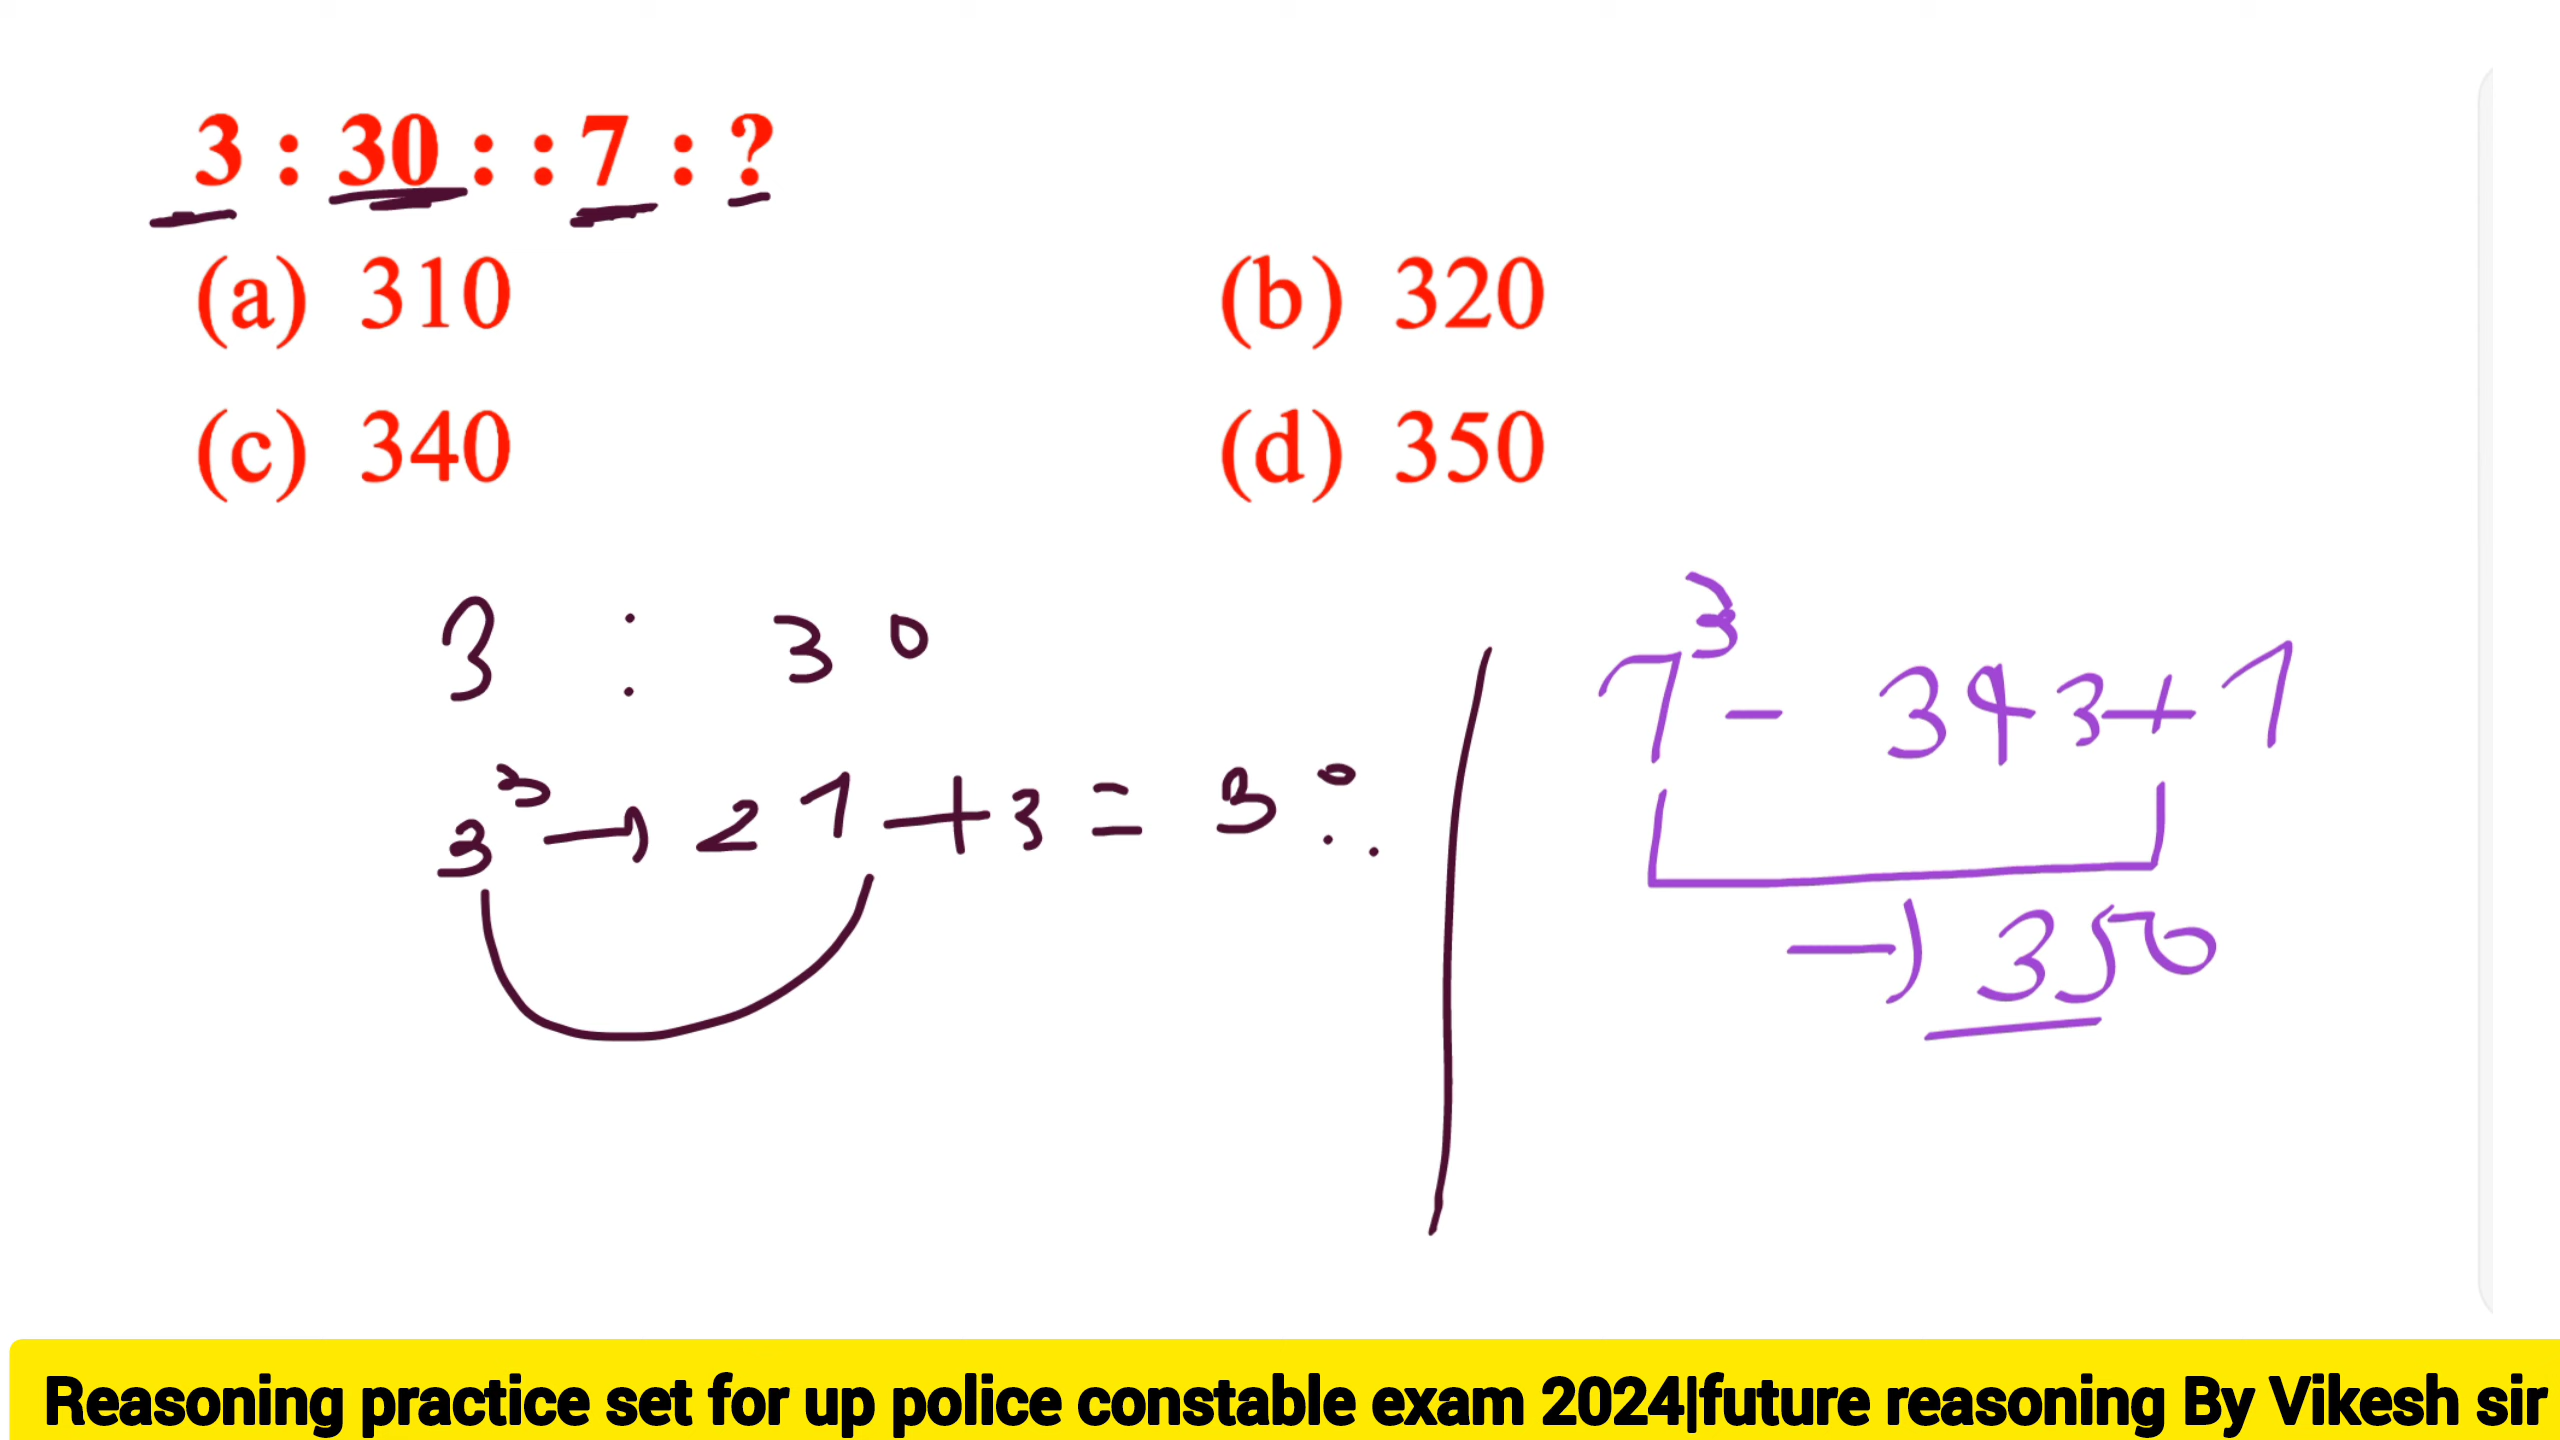 3 : 30 : : 7 : ?
(a) 310 (b) 320
(c) 340 (d) 350
3 : 30
3³ → 27 + 3 = 30
7³ - 343 + 7
→ 350
Reasoning practice set for up police constable exam 2024|future reasoning By Vikesh sir